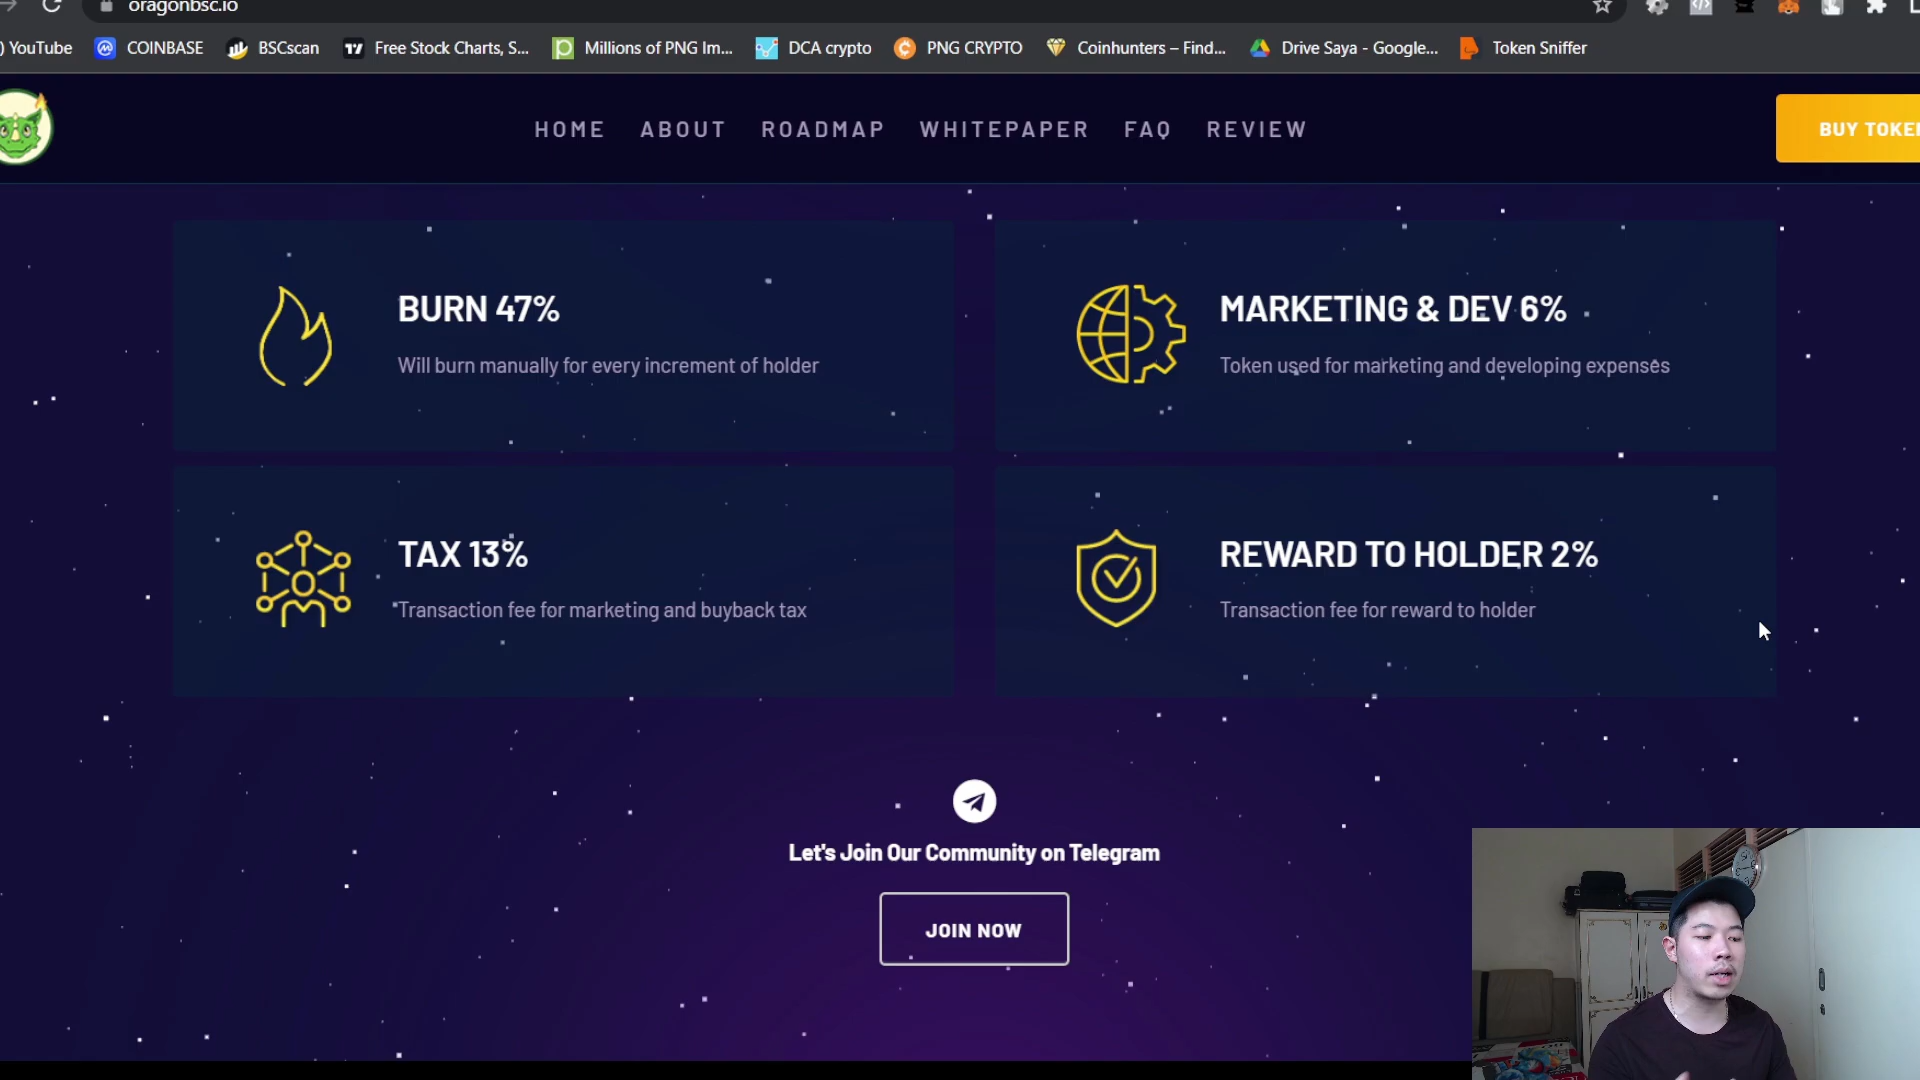 oragonbsc.io
) YouTube
COINBASE
BSCscan
Free Stock Charts, S...
Millions of PNG Im...
DCA crypto
PNG CRYPTO
Coinhunters – Find...
Drive Saya - Google...
Token Sniffer
HOME
ABOUT
ROADMAP
WHITEPAPER
FAQ
REVIEW
BUY TOKE
BURN 47%
Will burn manually for every increment of holder
MARKETING & DEV 6%
Token used for marketing and developing expenses
TAX 13%
Transaction fee for marketing and buyback tax
REWARD TO HOLDER 2%
Transaction fee for reward to holder
Let's Join Our Community on Telegram
JOIN NOW